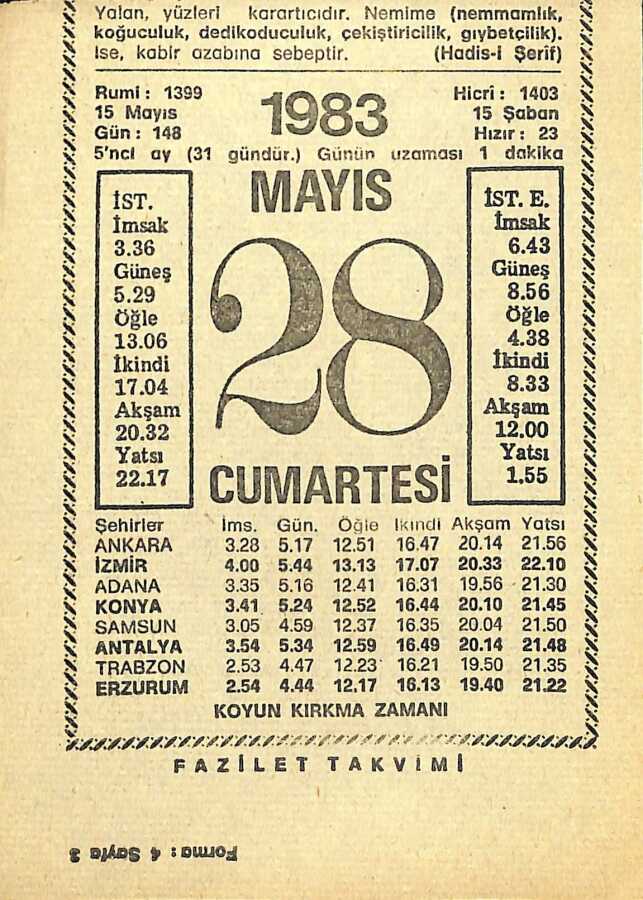 Yalan, yüzleri karartıcıdır. Nemime (nemmamlık,
koğuculuk, dedikoduculuk, çekiştiricilik, gıybetçilik).
ise, kabir azabına sebeptir. (Hadis-i Şerif)
Rumi : 1399 1983 Hicri : 1403
15 Mayıs 15 Şaban
Gün : 148 Hızır : 23
5'nci ay (31 gündür.) Günün uzaması 1 dakika
MAYIS
28
CUMARTESİ
İST.
İmsak
3.36
Güneş
5.29
Öğle
13.06
İkindi
17.04
Akşam
20.32
Yatsı
22.17
İST. E.
İmsak
6.43
Güneş
8.56
Öğle
4.38
İkindi
8.33
Akşam
12.00
Yatsı
1.55
Şehirler İms. Gün. Öğle İkindi Akşam Yatsı
ANKARA 3.28 5.17 12.51 16.47 20.14 21.56
İZMİR 4.00 5.44 13.13 17.07 20.33 22.10
ADANA 3.35 5.16 12.41 16.31 19.56 21.30
KONYA 3.41 5.24 12.52 16.44 20.10 21.45
SAMSUN 3.05 4.59 12.37 16.35 20.04 21.50
ANTALYA 3.54 5.34 12.59 16.49 20.14 21.48
TRABZON 2.53 4.47 12.23 16.21 19.50 21.35
ERZURUM 2.54 4.44 12.17 16.13 19.40 21.22
KOYUN KIRKMA ZAMANI
FAZİLET TAKVİMİ
Forma : 4 Sayfa 3